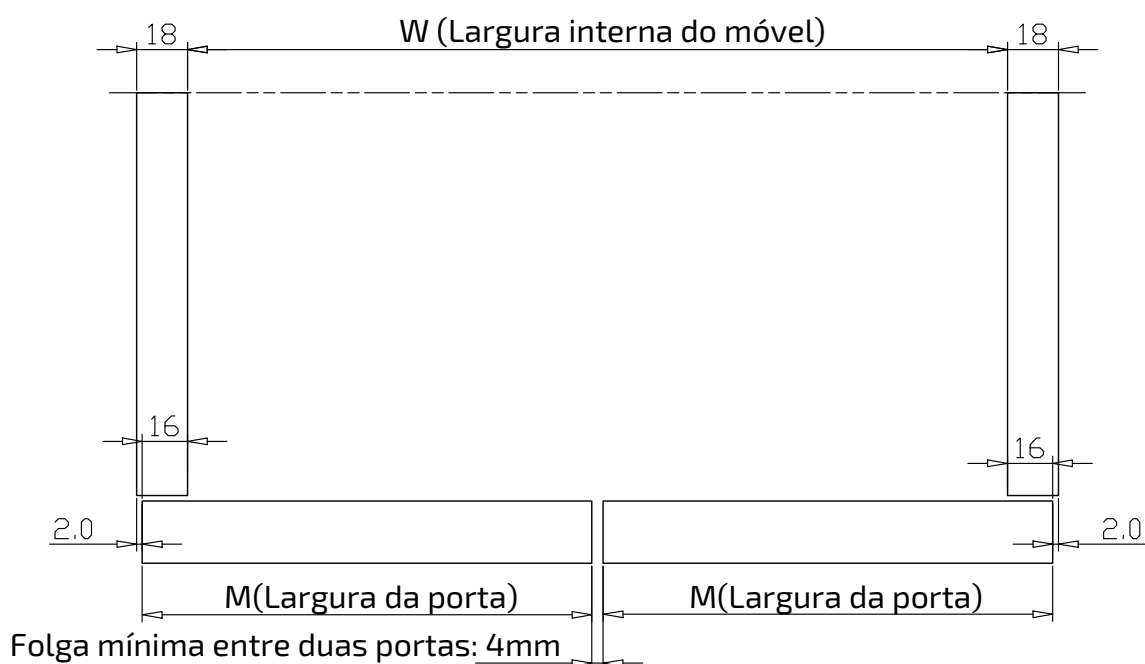 18
W (Largura interna do móvel)
18
16
16
2.0
2.0
M(Largura da porta)
M(Largura da porta)
Folga mínima entre duas portas: 4mm